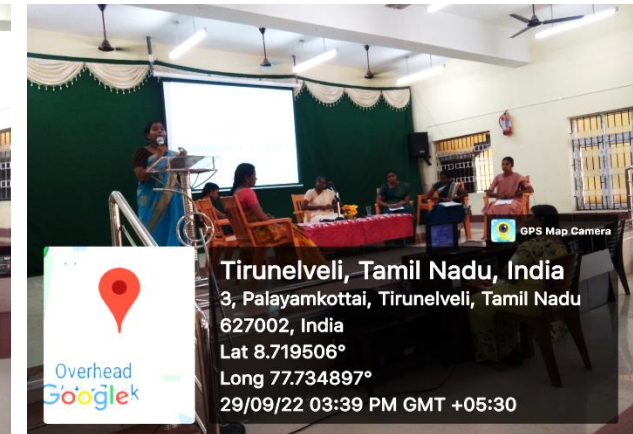 GPS Map Camera
Tirunelveli, Tamil Nadu, India
3, Palayamkottai, Tirunelveli, Tamil Nadu
627002, India
Lat 8.719506°
Long 77.734897°
29/09/22 03:39 PM GMT +05:30
Overhead
Google